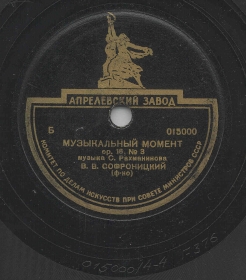 АПРЕЛЕВСКИЙ ЗАВОД
Б 015000
МУЗЫКАЛЬНЫЙ МОМЕНТ
ор. 16, № 3
музыка С. Рахманинова
В. В. СОФРОНИЦКИЙ
(ф-но)
КОМИТЕТ ПО ДЕЛАМ ИСКУССТВ ПРИ СОВЕТЕ МИНИСТРОВ СССР